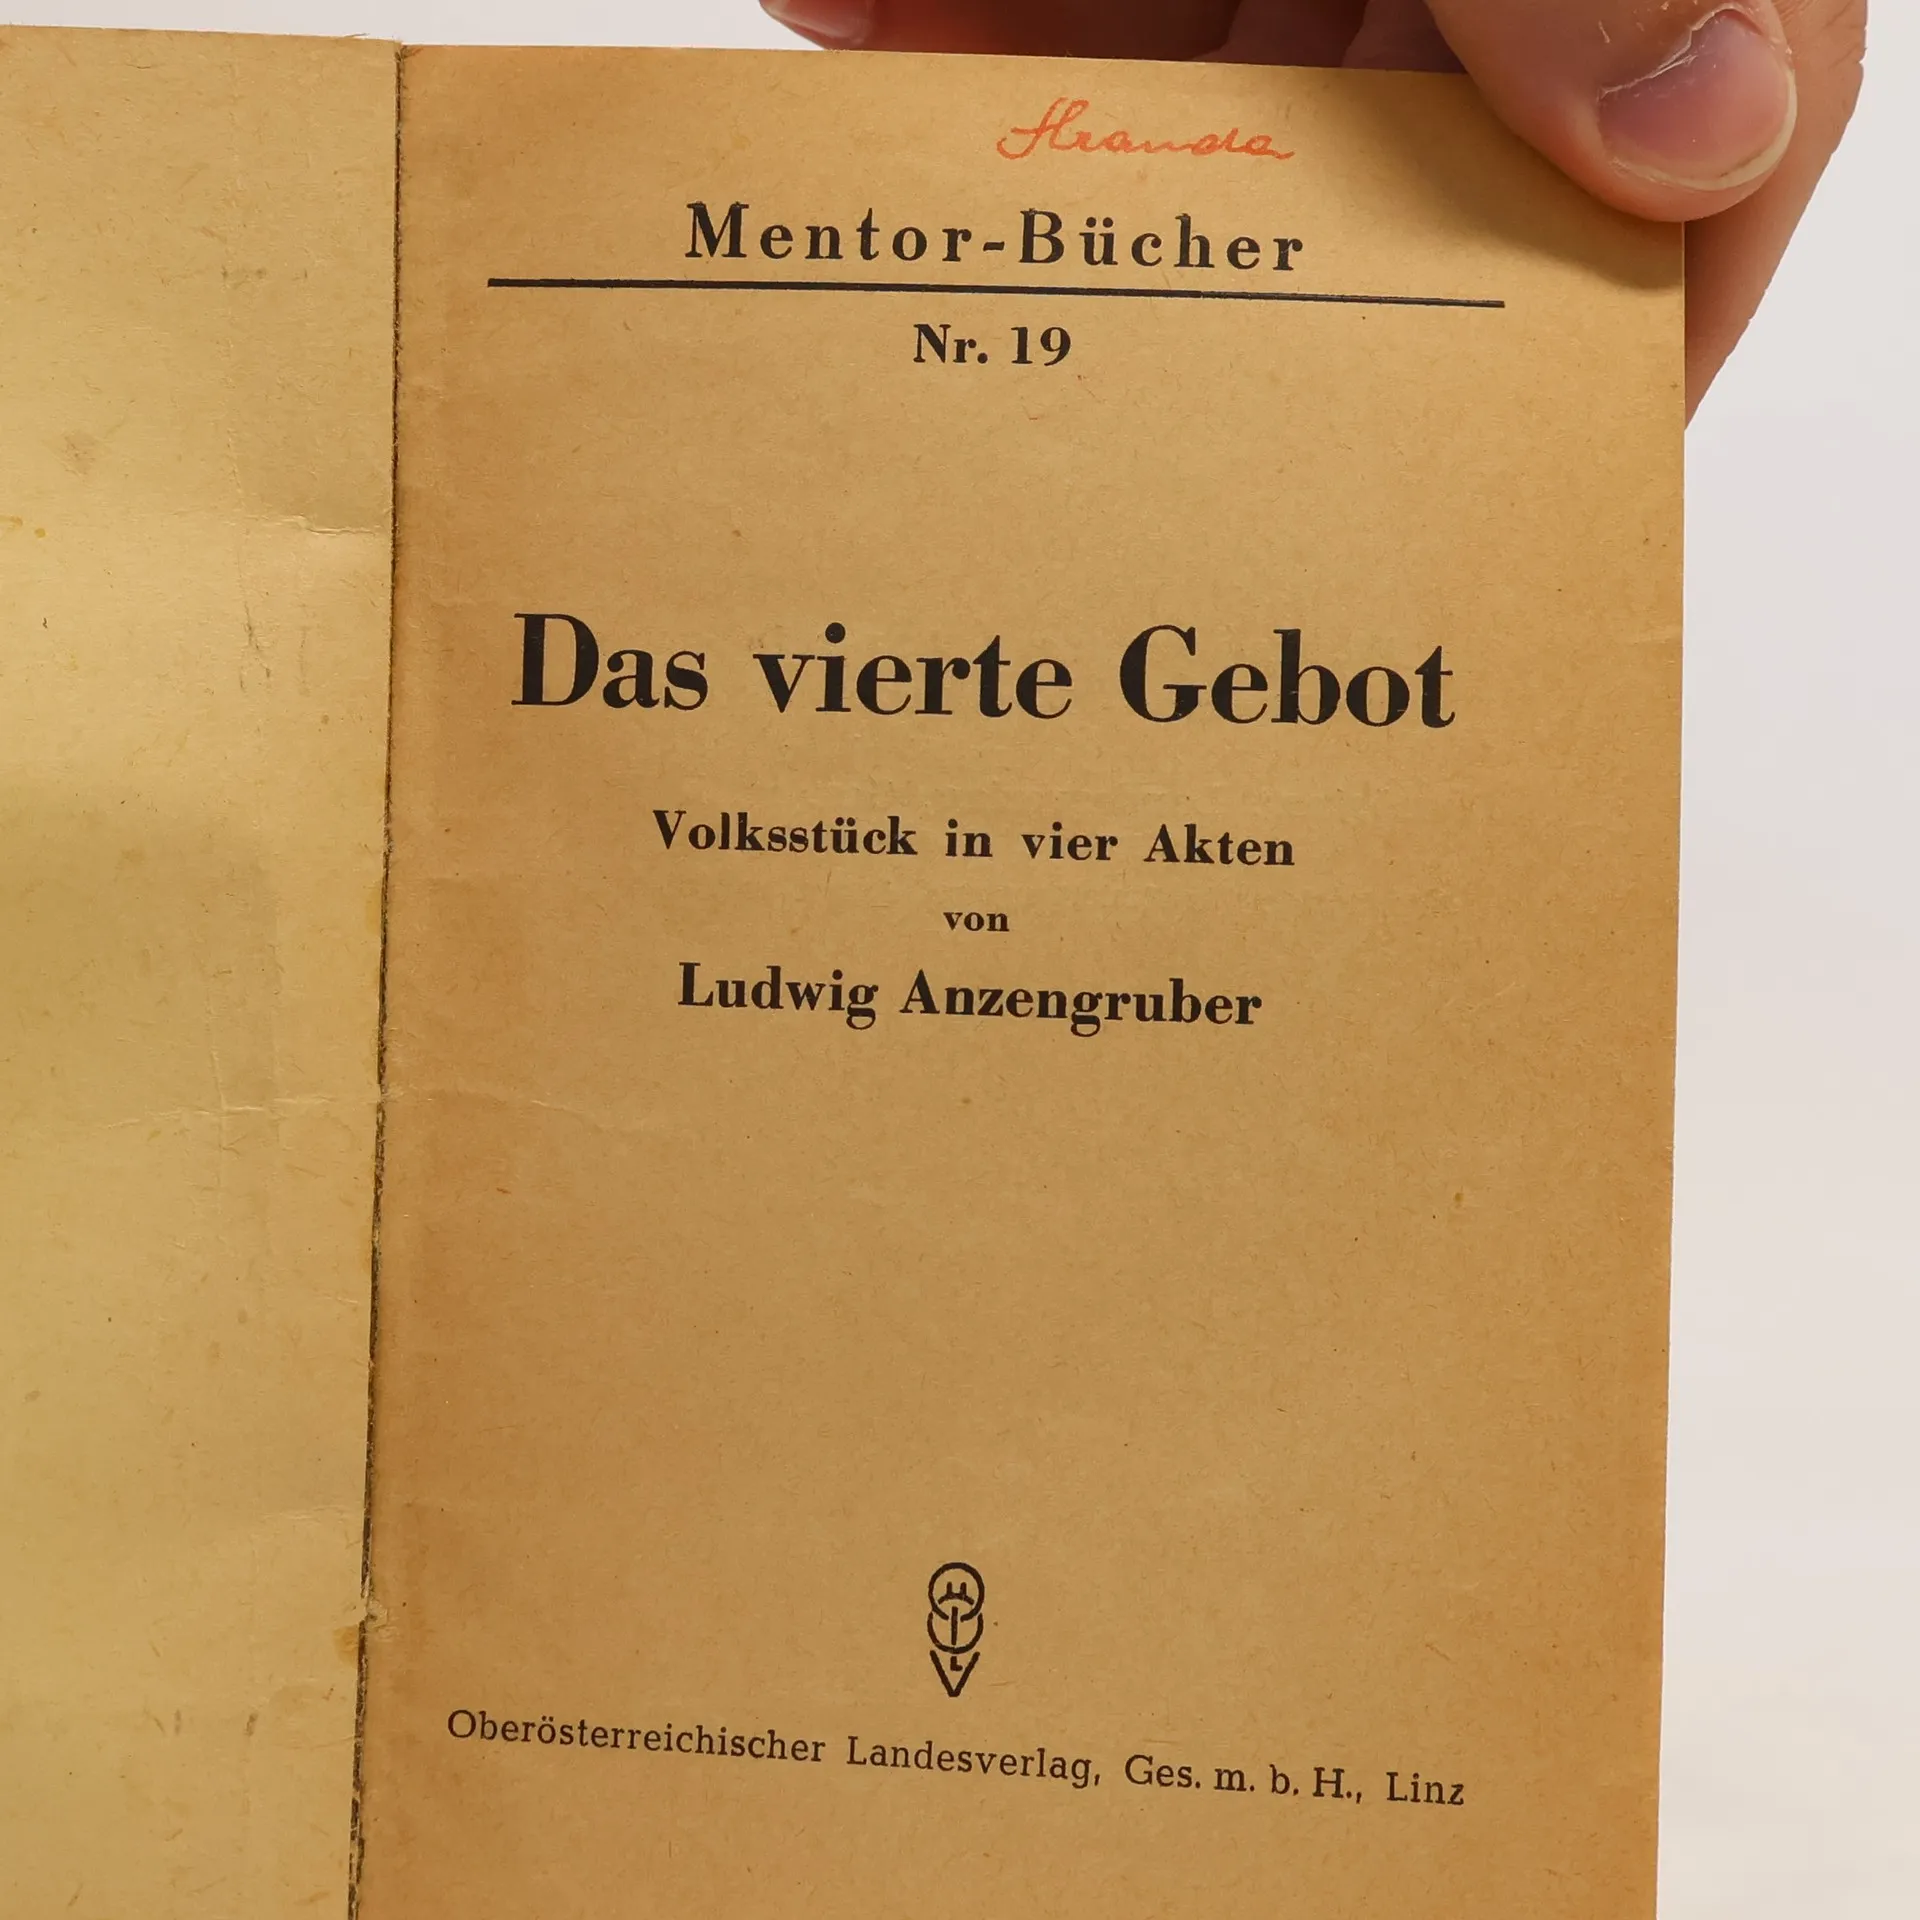 Mentor-Bücher
Nr. 19
Das vierte Gebot
Volksstück in vier Akten
von
Ludwig Anzengruber
Oberösterreichischer Landesverlag, Ges. m. b. H., Linz